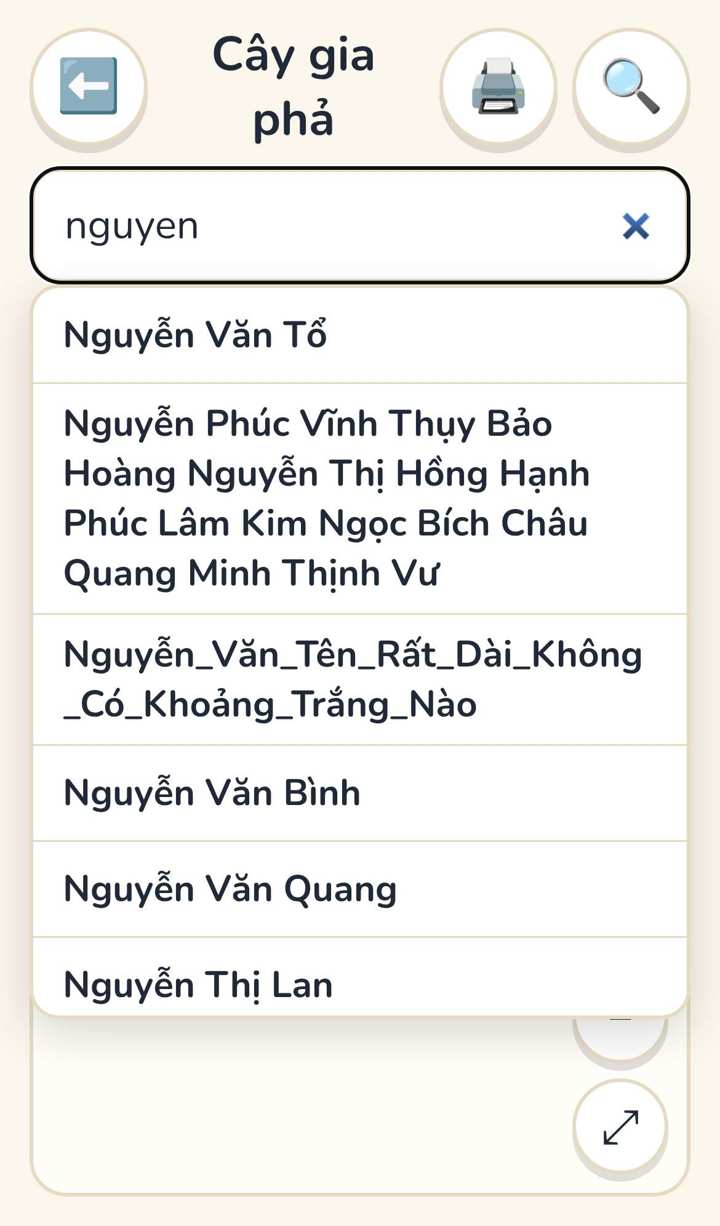 Cây gia
phả
nguyen
Nguyễn Văn Tổ
Nguyễn Phúc Vĩnh Thụy Bảo
Hoàng Nguyễn Thị Hồng Hạnh
Phúc Lâm Kim Ngọc Bích Châu
Quang Minh Thịnh Vư
Nguyễn_Văn_Tên_Rất_Dài_Không
_Có_Khoảng_Trắng_Nào
Nguyễn Văn Bình
Nguyễn Văn Quang
Nguyễn Thị Lan